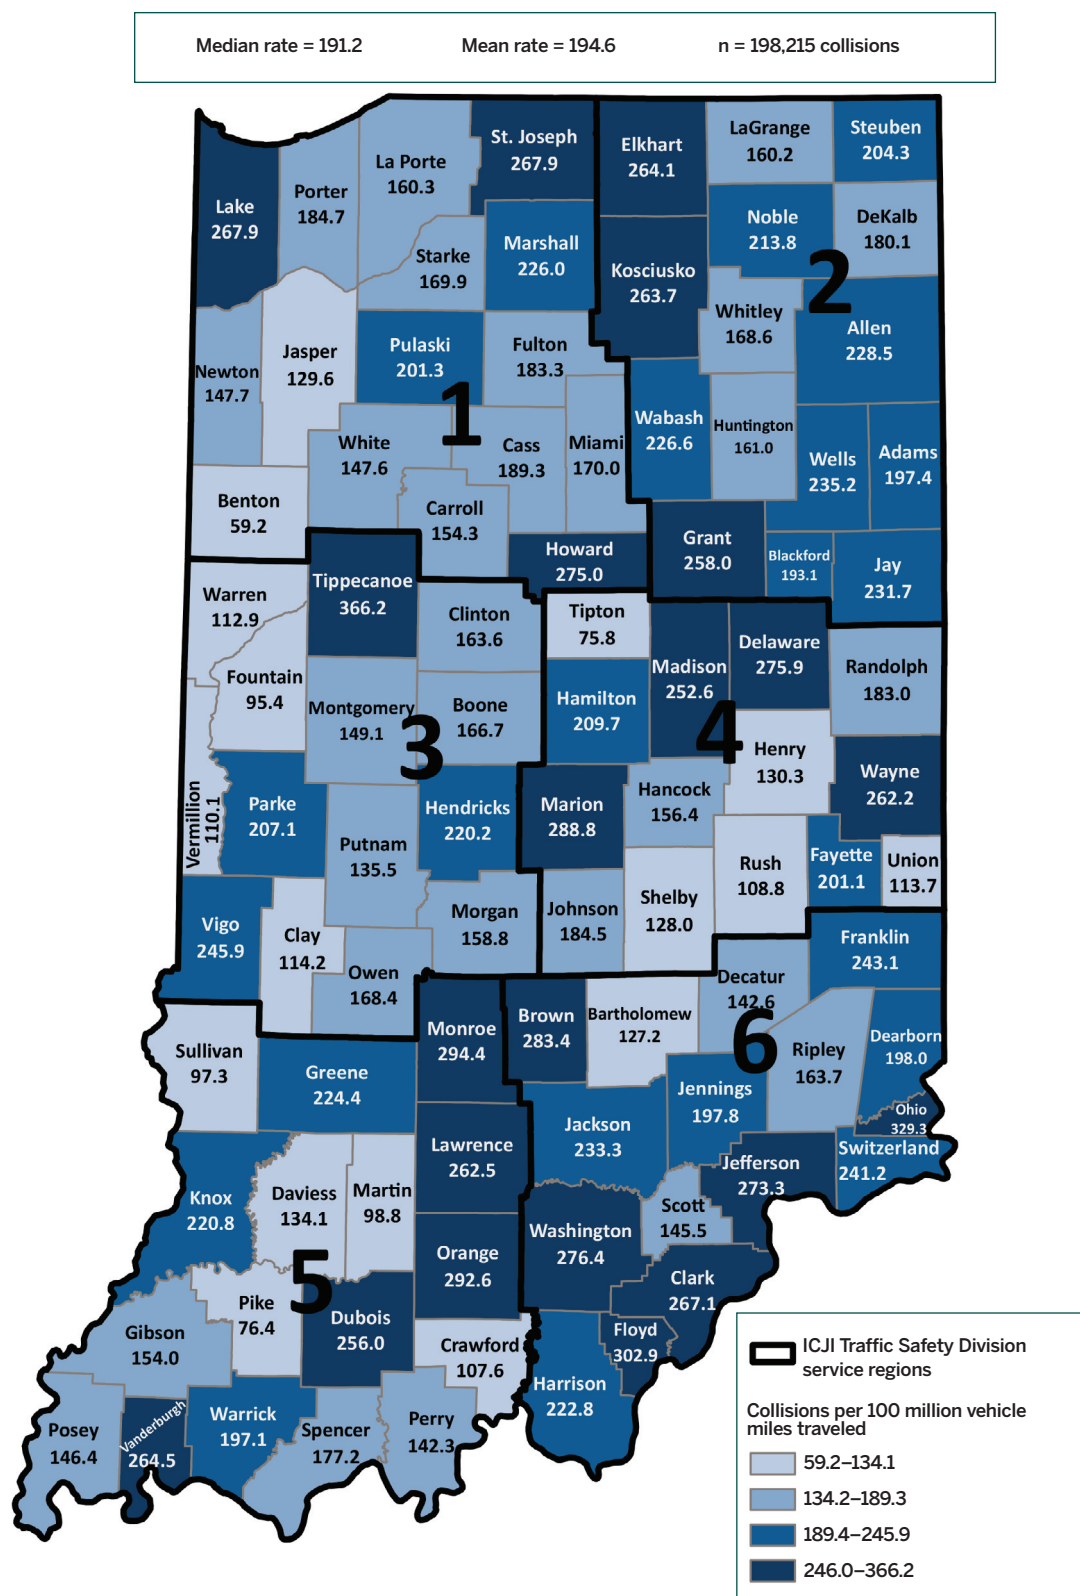 Median rate = 191.2 Mean rate = 194.6 n = 198,215 collisions
St. Joseph
267.9
Elkhart
264.1
LaGrange
160.2
Steuben
204.3
La Porte
160.3
Porter
184.7
Lake
267.9
Noble
213.8
DeKalb
180.1
Marshall
226.0
Starke
169.9
Kosciusko
263.7
2
Whitley
168.6
Allen
228.5
Newton
147.7
Jasper
129.6
Pulaski
201.3
Fulton
183.3
1
Wabash
226.6
Huntington
161.0
White
147.6
Cass
189.3
Miami
170.0
Wells
235.2
Adams
197.4
Benton
59.2
Carroll
154.3
Howard
275.0
Grant
258.0
Blackford
193.1
Jay
231.7
Tippecanoe
366.2
Warren
112.9
Clinton
163.6
Tipton
75.8
Madison
252.6
Delaware
275.9
Randolph
183.0
Fountain
95.4
Montgomery
149.1
Boone
166.7
3
Hamilton
209.7
4
Henry
130.3
Wayne
262.2
Vermillion
110.1
Parke
207.1
Putnam
135.5
Hendricks
220.2
Marion
288.8
Hancock
156.4
Rush
108.8
Fayette
201.1
Union
113.7
Vigo
245.9
Clay
114.2
Owen
168.4
Morgan
158.8
Johnson
184.5
Shelby
128.0
Franklin
243.1
Decatur
142.6
6
Monroe
294.4
Brown
283.4
Bartholomew
127.2
Ripley
163.7
Dearborn
198.0
Sullivan
97.3
Greene
224.4
Jennings
197.8
Ohio
329.3
Jackson
233.3
Lawrence
262.5
Switzerland
241.2
Jefferson
273.3
Knox
220.8
Daviess
134.1
Martin
98.8
Scott
145.5
Washington
276.4
Orange
292.6
5
Clark
267.1
Pike
76.4
Dubois
256.0
Gibson
154.0
Crawford
107.6
Floyd
302.9
Harrison
222.8
Posey
146.4
Vanderburgh
264.5
Warrick
197.1
Spencer
177.2
Perry
142.3
ICJI Traffic Safety Division
service regions
Collisions per 100 million vehicle
miles traveled
59.2–134.1
134.2–189.3
189.4–245.9
246.0–366.2